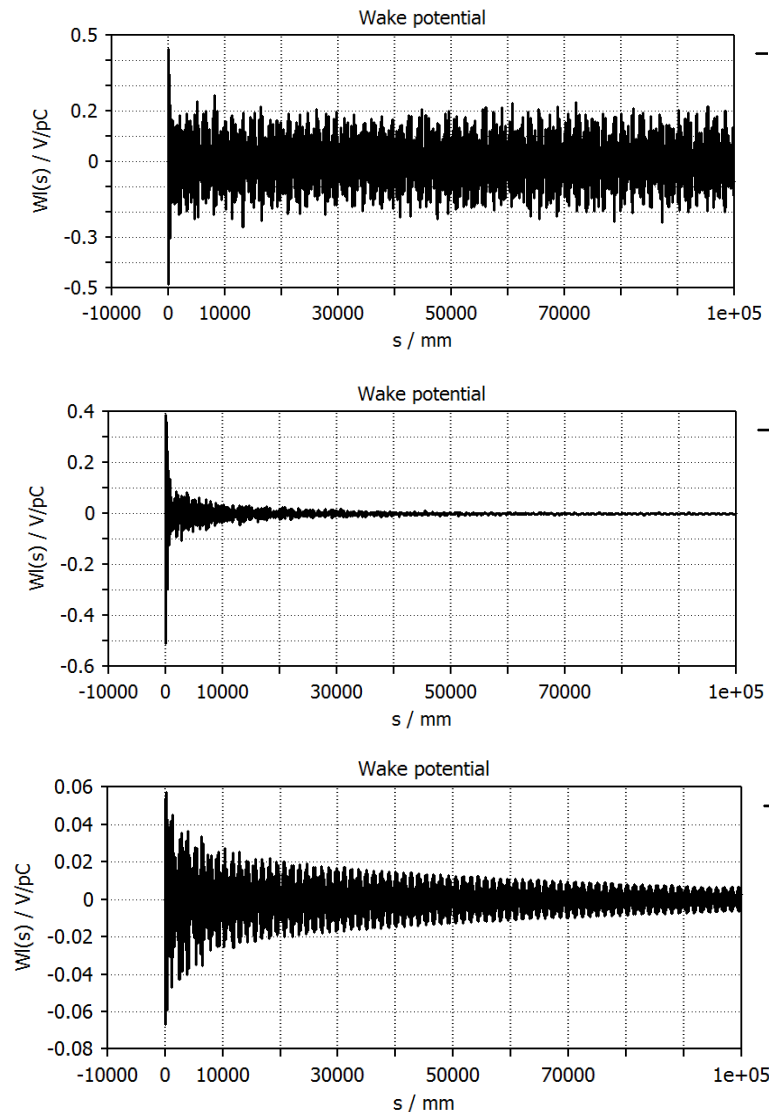 Wake potential
0.5
0.2
0
-0.3
-0.5
Wl(s) / V/pC
-10000 0 10000 30000 50000 70000 1e+05
s / mm
Wake potential
0.4
0.2
0
-0.2
-0.4
-0.6
Wl(s) / V/pC
-10000 0 10000 30000 50000 70000 1e+05
s / mm
Wake potential
0.06
0.04
0.02
0
-0.02
-0.04
-0.06
-0.08
Wl(s) / V/pC
-10000 0 10000 30000 50000 70000 1e+05
s / mm